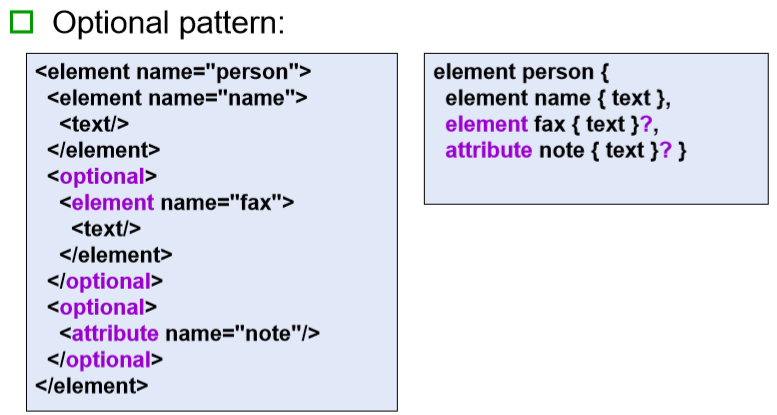 Optional pattern:
<element name="person">
<element name="name">
<text/>
</element>
<optional>
<element name="fax">
<text/>
</element>
</optional>
<optional>
<attribute name="note"/>
</optional>
</element>
element person {
element name { text },
element fax { text }?,
attribute note { text }? }